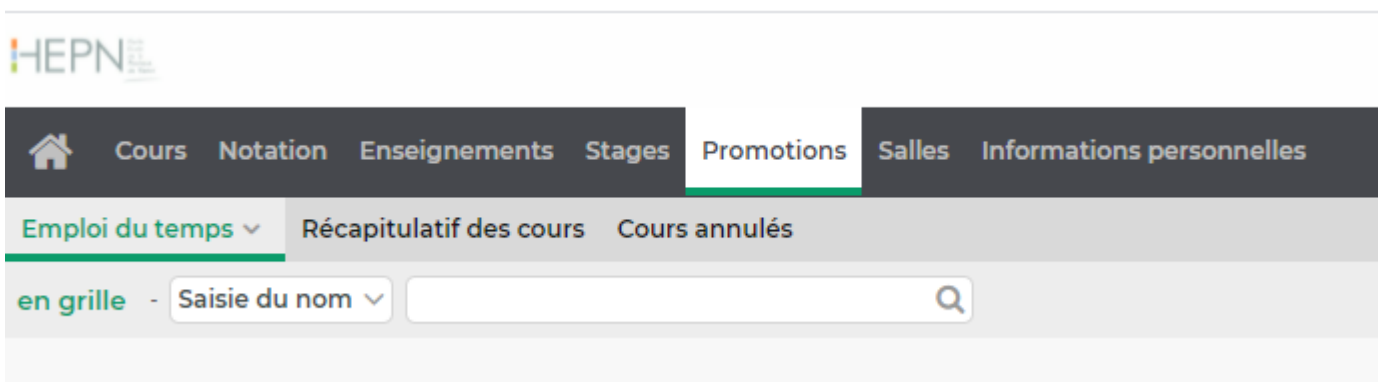 HEPN
Cours Notation Enseignements Stages Promotions Salles Informations personnelles
Emploi du temps Récapitulatif des cours Cours annulés
en grille - Saisie du nom